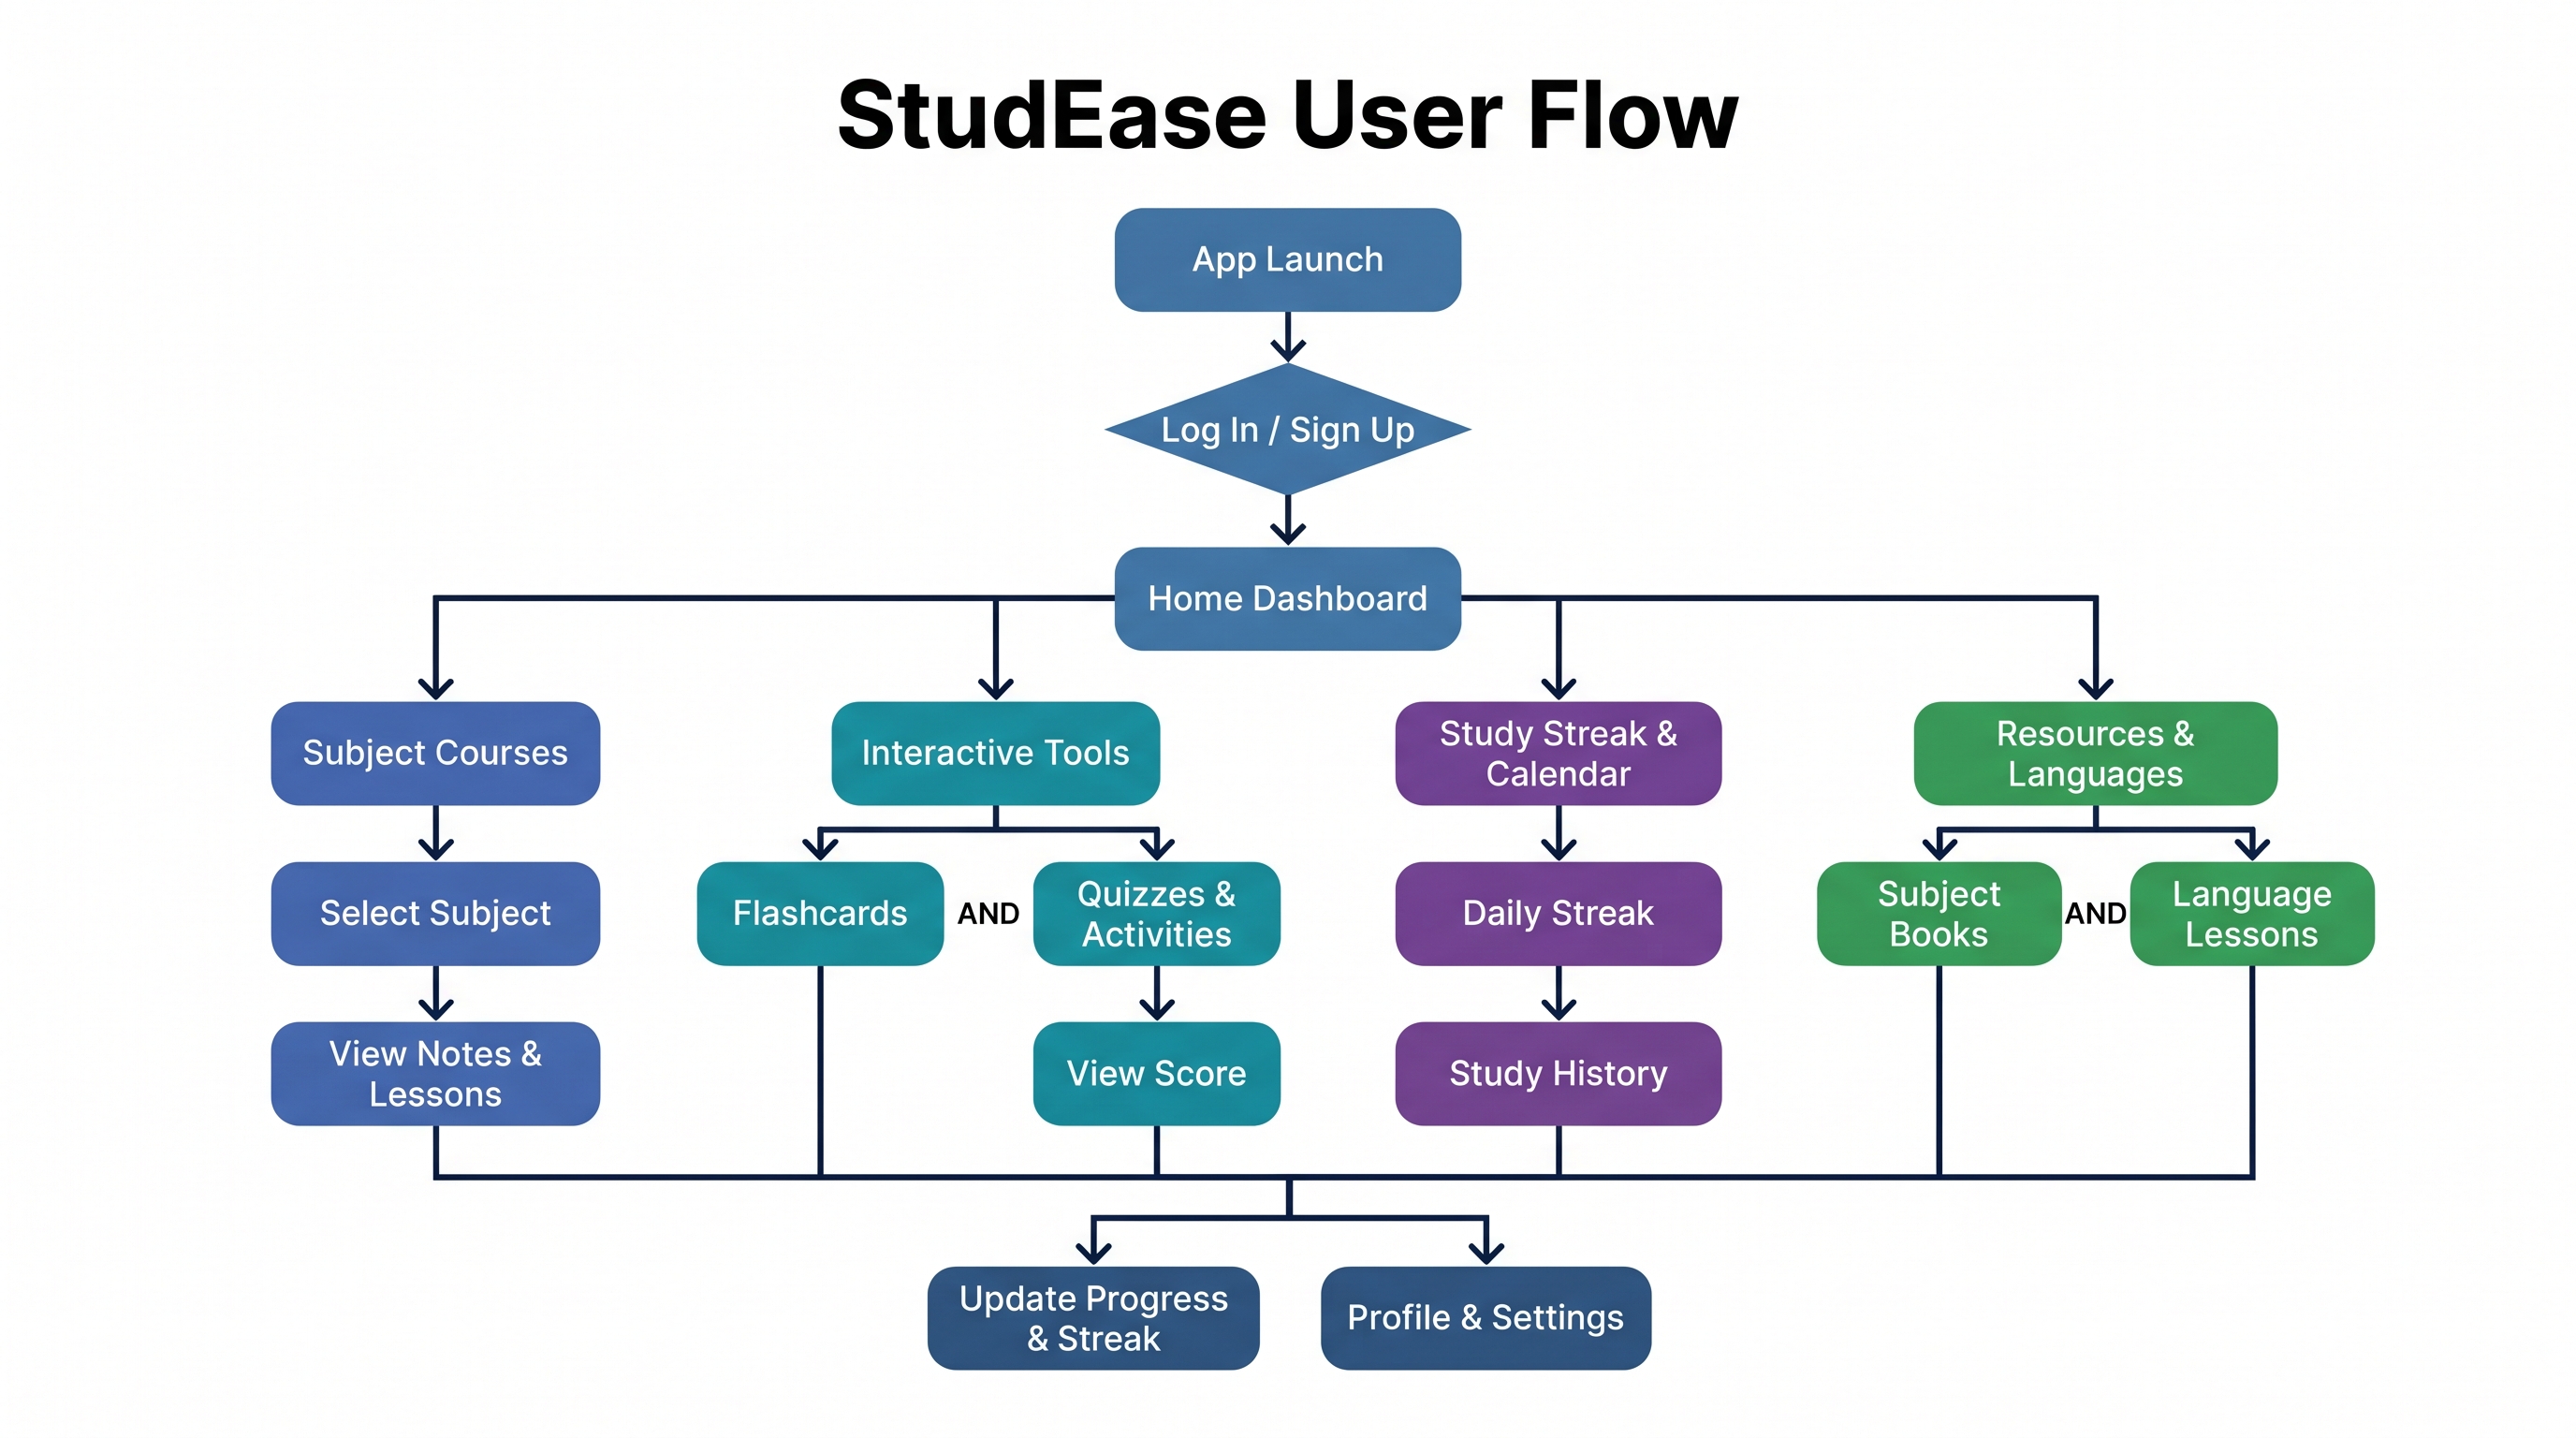 StudEase User Flow
App Launch
Log In / Sign Up
Home Dashboard
Subject Courses
Interactive Tools
Study Streak &
Calendar
Resources &
Languages
Select Subject
Flashcards
AND
Quizzes &
Activities
Daily Streak
Subject
Books
AND
Language
Lessons
View Notes &
Lessons
View Score
Study History
Update Progress
& Streak
Profile & Settings